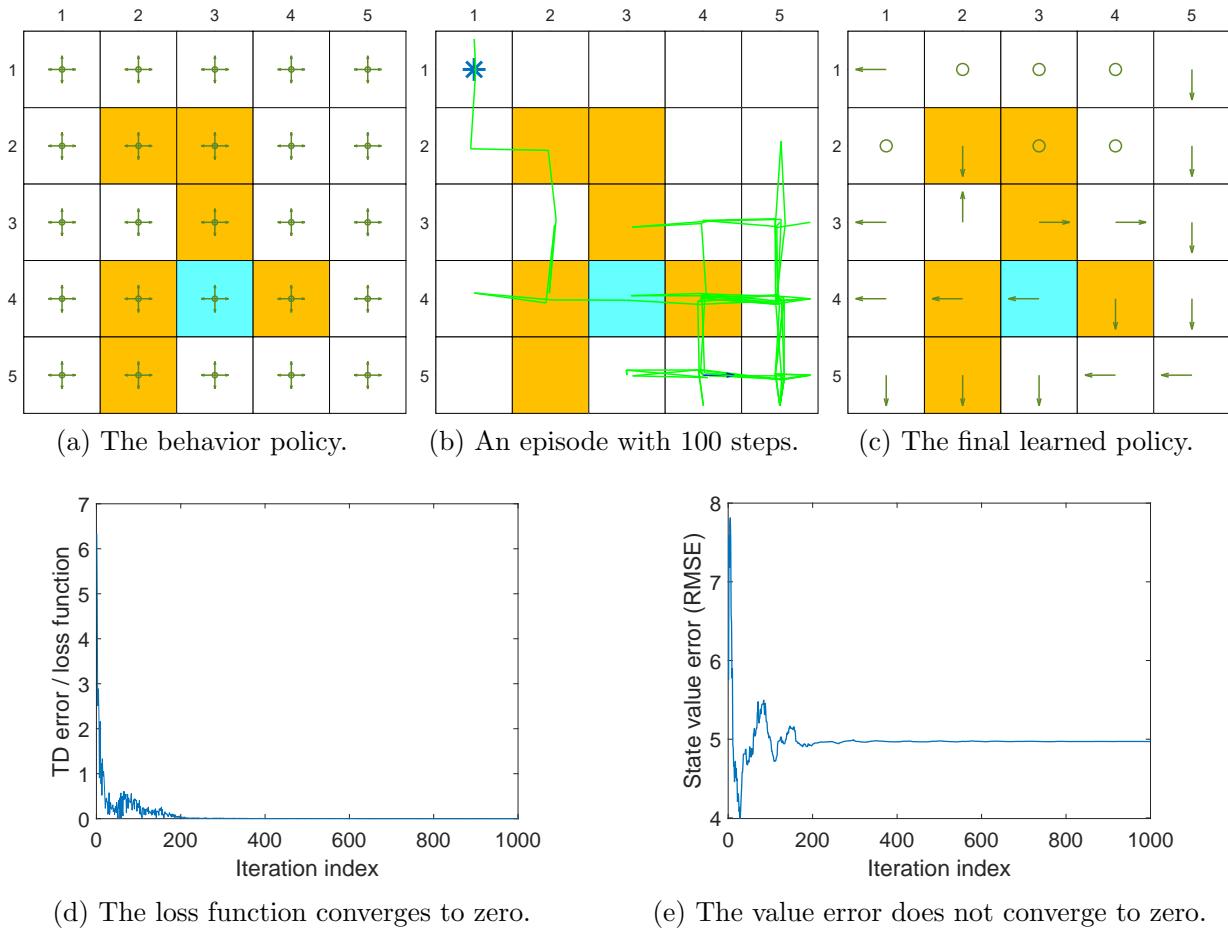 1 2 3 4 5
1
2
3
4
5
1 2 3 4 5
1
2
3
4
5
1 2 3 4 5
1
2
3
4
5
(a) The behavior policy.
(b) An episode with 100 steps.
(c) The final learned policy.
TD error / loss function
7
6
5
4
3
2
1
0
0 200 400 600 800 1000
Iteration index
(d) The loss function converges to zero.
State value error (RMSE)
8
7
6
5
4
0 200 400 600 800 1000
Iteration index
(e) The value error does not converge to zero.